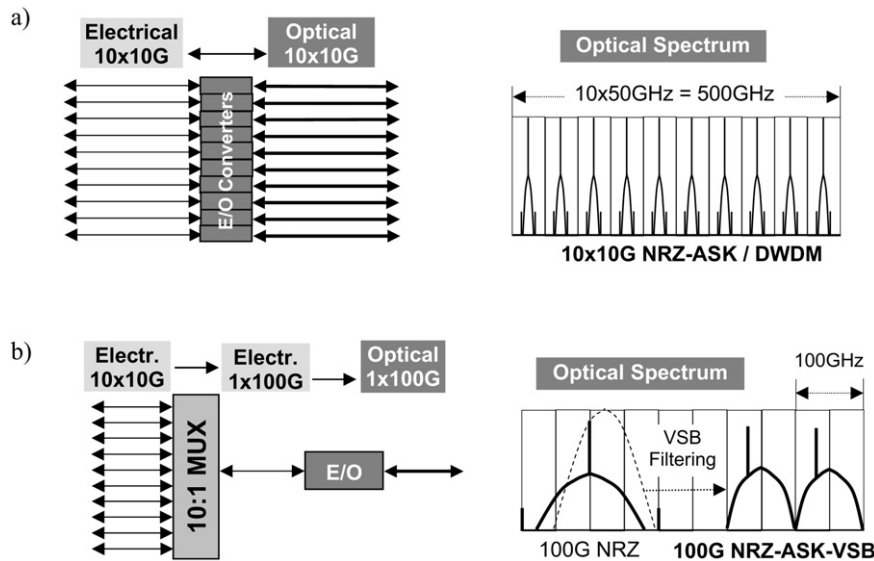 a)
Electrical
10x10G
Optical
10x10G
E/O Converters
Optical Spectrum
10x50GHz = 500GHz
10x10G NRZ-ASK / DWDM
b)
Electr.
10x10G
Electr.
1x100G
Optical
1x100G
10:1 MUX
E/O
Optical Spectrum
100GHz
VSB
Filtering
100G NRZ
100G NRZ-ASK-VSB